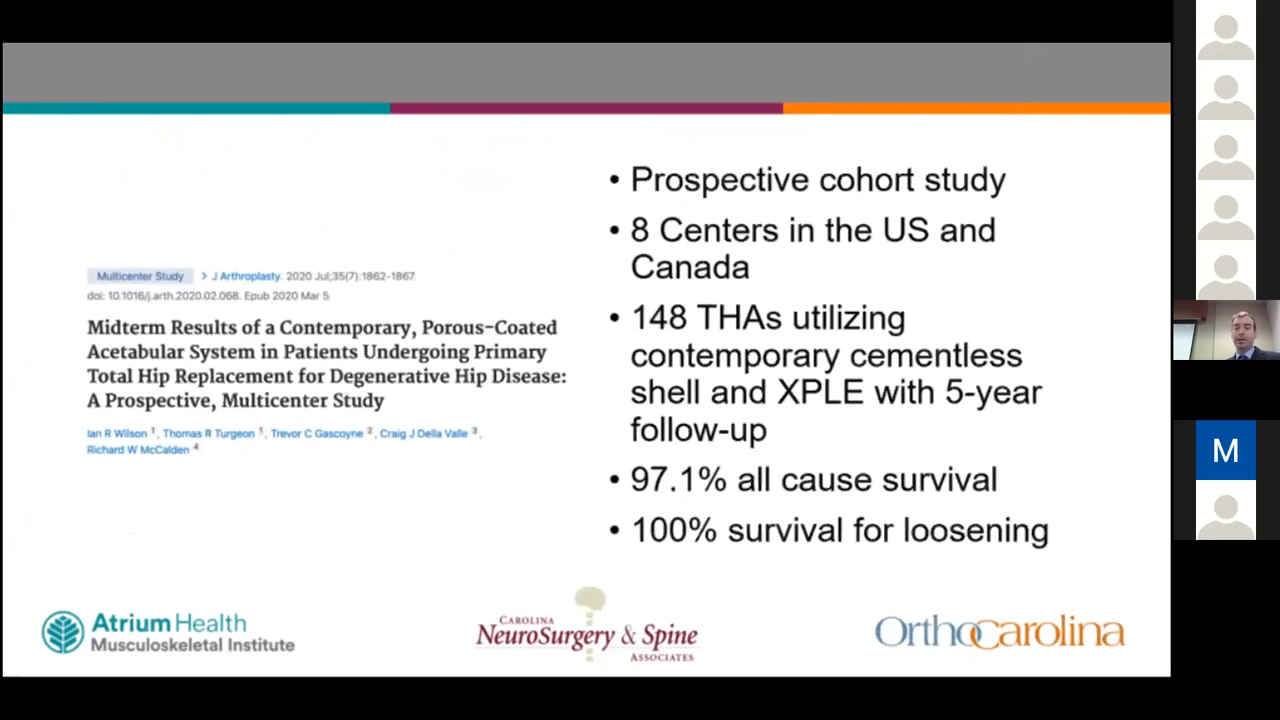 Multicenter Study > J Arthroplasty. 2020 Jul;35(7):1862-1867.
doi: 10.1016/j.arth.2020.02.068. Epub 2020 Mar 5.
Midterm Results of a Contemporary, Porous-Coated
Acetabular System in Patients Undergoing Primary
Total Hip Replacement for Degenerative Hip Disease:
A Prospective, Multicenter Study
Ian R Wilson 1, Thomas R Turgeon 1, Trevor C Gascoyne 2, Craig J Della Valle 3,
Richard W McCalden 4
• Prospective cohort study
• 8 Centers in the US and
Canada
• 148 THAs utilizing
contemporary cementless
shell and XPLE with 5-year
follow-up
• 97.1% all cause survival
• 100% survival for loosening
Atrium Health
Musculoskeletal Institute
CAROLINA
NEUROSURGERY & SPINE
ASSOCIATES
OrthoCarolina
M